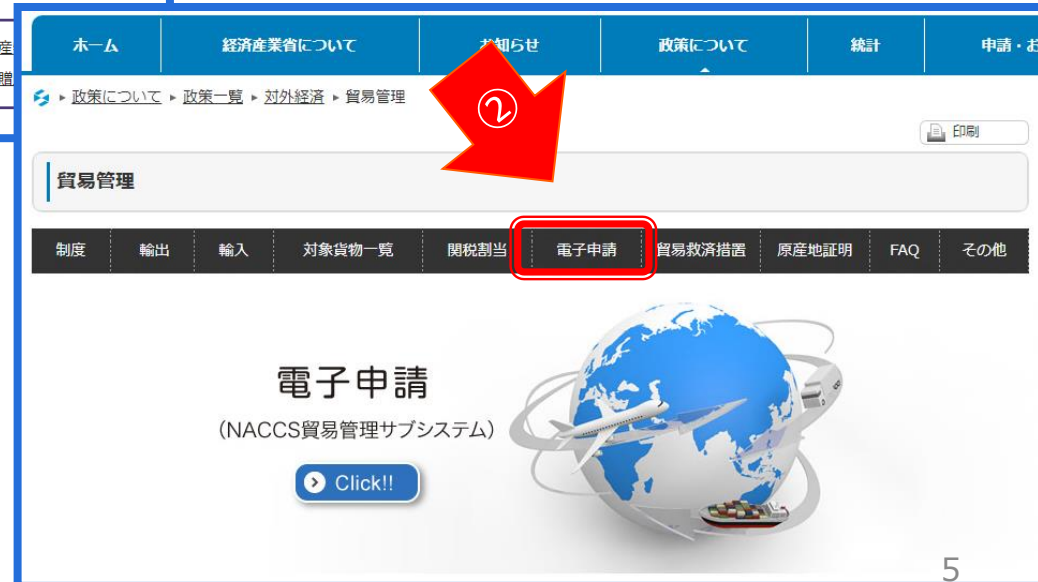 産
贈
ホーム 経済産業省について お知らせ 政策について 統計 申請・お
▸ 政策について ▸ 政策一覧 ▸ 対外経済 ▸ 貿易管理
②
印刷
貿易管理
制度 輸出 輸入 対象貨物一覧 関税割当 電子申請 貿易救済措置 原産地証明 FAQ その他
電子申請
(NACCS貿易管理サブシステム)
Click!!
5